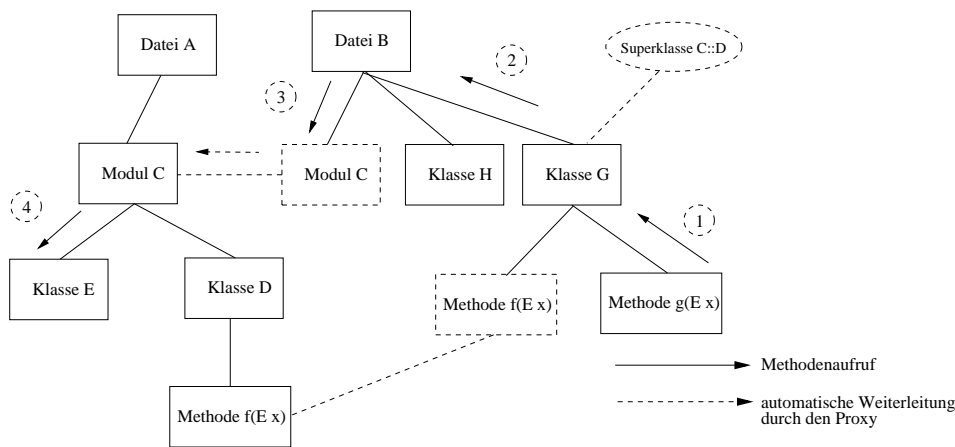 Datei A
Datei B
Superklasse C::D
2
3
Modul C
Modul C
Klasse H
Klasse G
4
1
Klasse E
Klasse D
Methode f(E x)
Methode g(E x)
Methodenaufruf
Methode f(E x)
automatische Weiterleitung
durch den Proxy